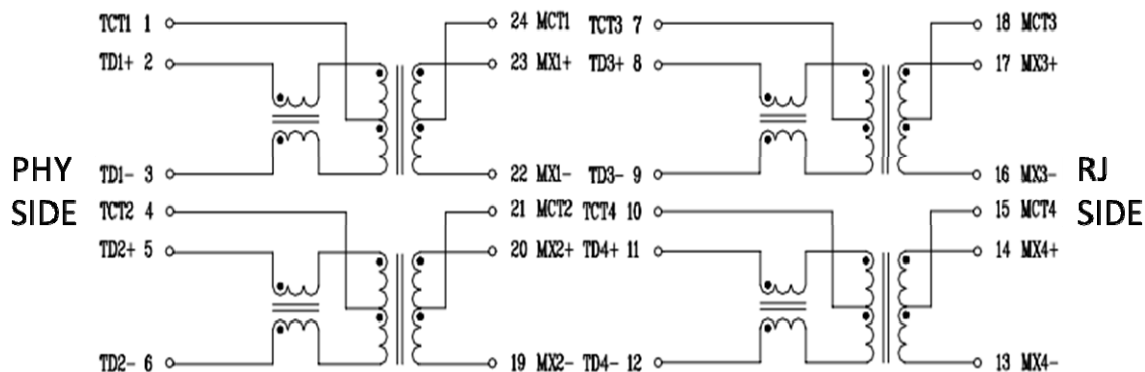 TCT1 1 24 MCT1 TCT3 7 18 MCT3
TD1+ 2 23 MX1+ TD3+ 8 17 MX3+
PHY SIDE
TD1- 3 22 MX1- TD3- 9 16 MX3-
RJ SIDE
TCT2 4 21 MCT2 TCT4 10 15 MCT4
TD2+ 5 20 MX2+ TD4+ 11 14 MX4+
TD2- 6 19 MX2- TD4- 12 13 MX4-